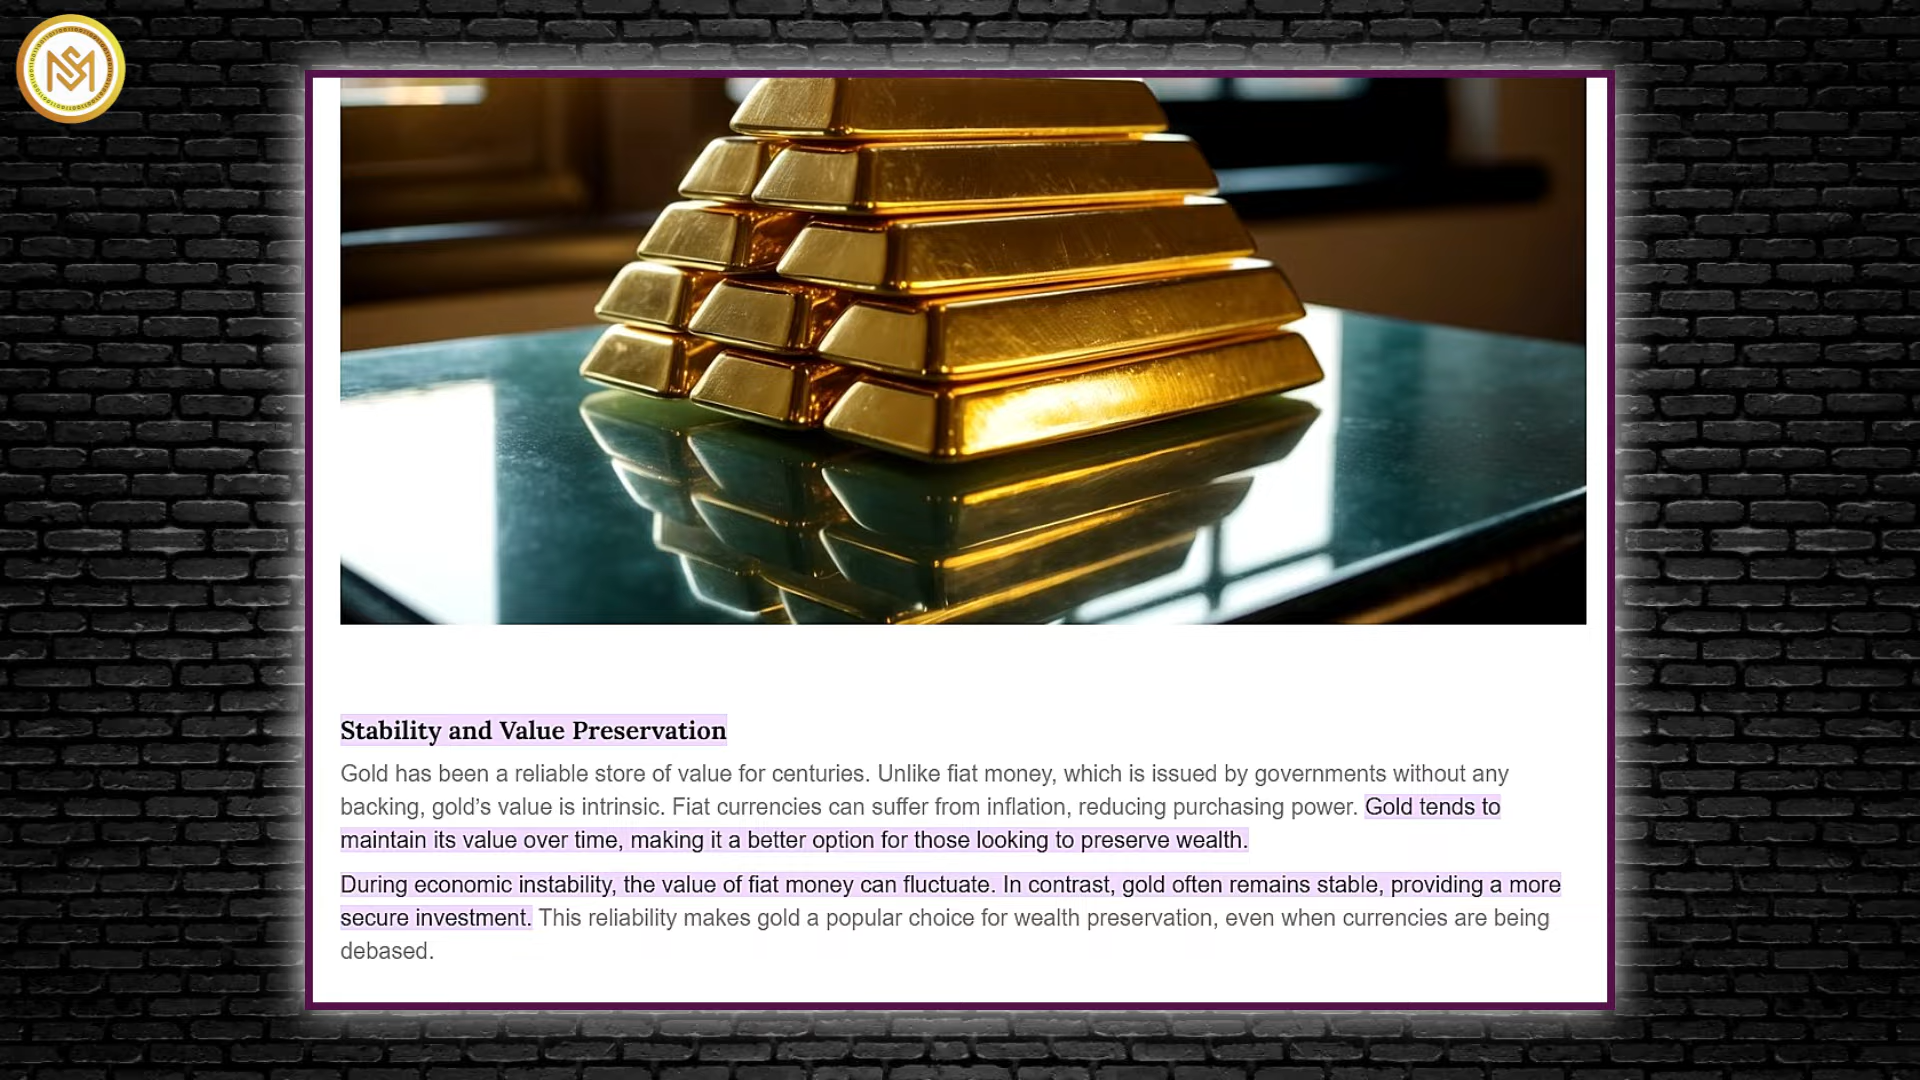 Stability and Value Preservation
Gold has been a reliable store of value for centuries. Unlike fiat money, which is issued by governments without any
backing, gold’s value is intrinsic. Fiat currencies can suffer from inflation, reducing purchasing power. Gold tends to
maintain its value over time, making it a better option for those looking to preserve wealth.
During economic instability, the value of fiat money can fluctuate. In contrast, gold often remains stable, providing a more
secure investment. This reliability makes gold a popular choice for wealth preservation, even when currencies are being
debased.